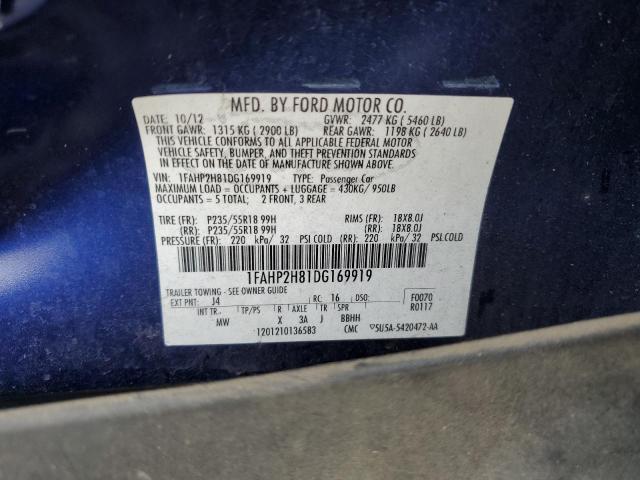 MFD. BY FORD MOTOR CO.
DATE: 10/12 GVWR: 2477 KG ( 5460 LB)
FRONT GAWR: 1315 KG ( 2900 LB) REAR GAWR: 1198 KG ( 2640 LB)
THIS VEHICLE CONFORMS TO ALL APPLICABLE FEDERAL MOTOR
VEHICLE SAFETY, BUMPER, AND THEFT PREVENTION STANDARDS
IN EFFECT ON THE DATE OF MANUFACTURE SHOWN ABOVE.
VIN: 1FAHP2H81DG169919 TYPE: Passenger Car
MAXIMUM LOAD = OCCUPANTS + LUGGAGE = 430KG / 950LB
OCCUPANTS = 5 TOTAL; 2 FRONT, 3 REAR
TIRE (FR): P235/55R18 99H RIMS (FR): 18X8.0J
(RR): P235/55R18 99H (RR): 18X8.0J
PRESSURE (FR): 220 kPa/ 32 PSI COLD (RR): 220 kPa/ 32 PSI.COLD
1FAHP2H81DG169919
TRAILER TOWING - SEE OWNER GUIDE
EXT PNT: J4 RC: 16 DSO: F0070
INT TR. TP/PS R AXLE TR SPR R0117
MW X 3A J BBHH
1201210136583 CMC 5U5A-5420472-AA